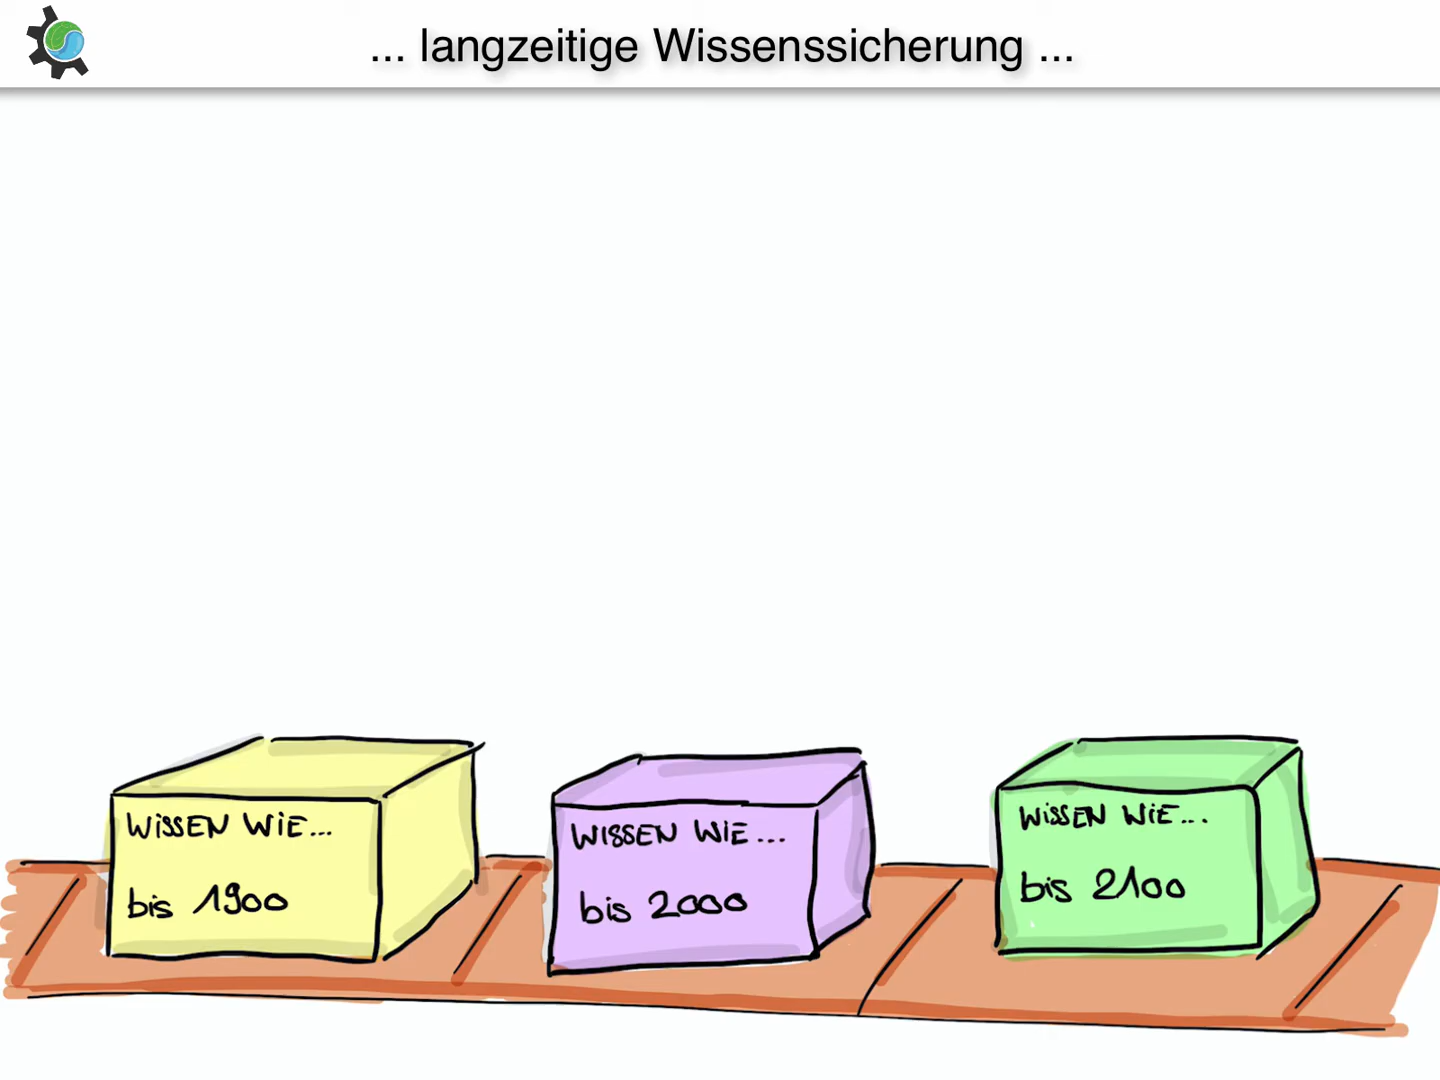 ... langzeitige Wissenssicherung ...
WISSEN WIE...
bis 1900
WISSEN WIE...
bis 2000
WISSEN WIE...
bis 2100